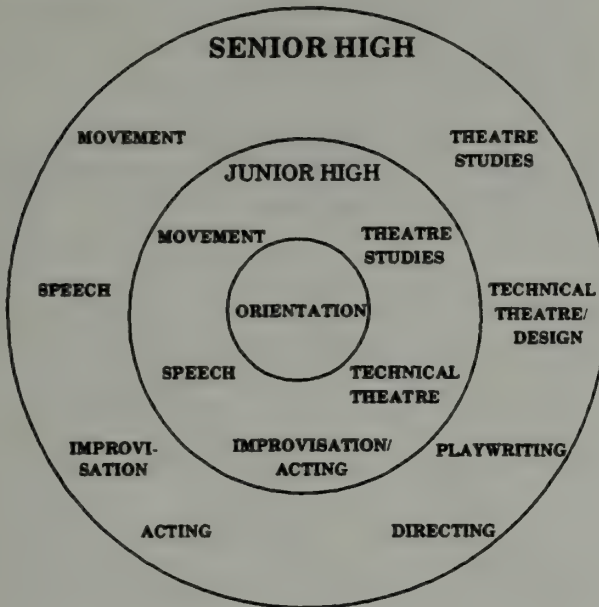 SENIOR HIGH
MOVEMENT
THEATRE
STUDIES
JUNIOR HIGH
MOVEMENT
THEATRE
STUDIES
SPEECH
ORIENTATION
TECHNICAL
THEATRE/
DESIGN
SPEECH
TECHNICAL
THEATRE
IMPROVI-
SATION
IMPROVISATION/
ACTING
PLAYWRITING
ACTING
DIRECTING